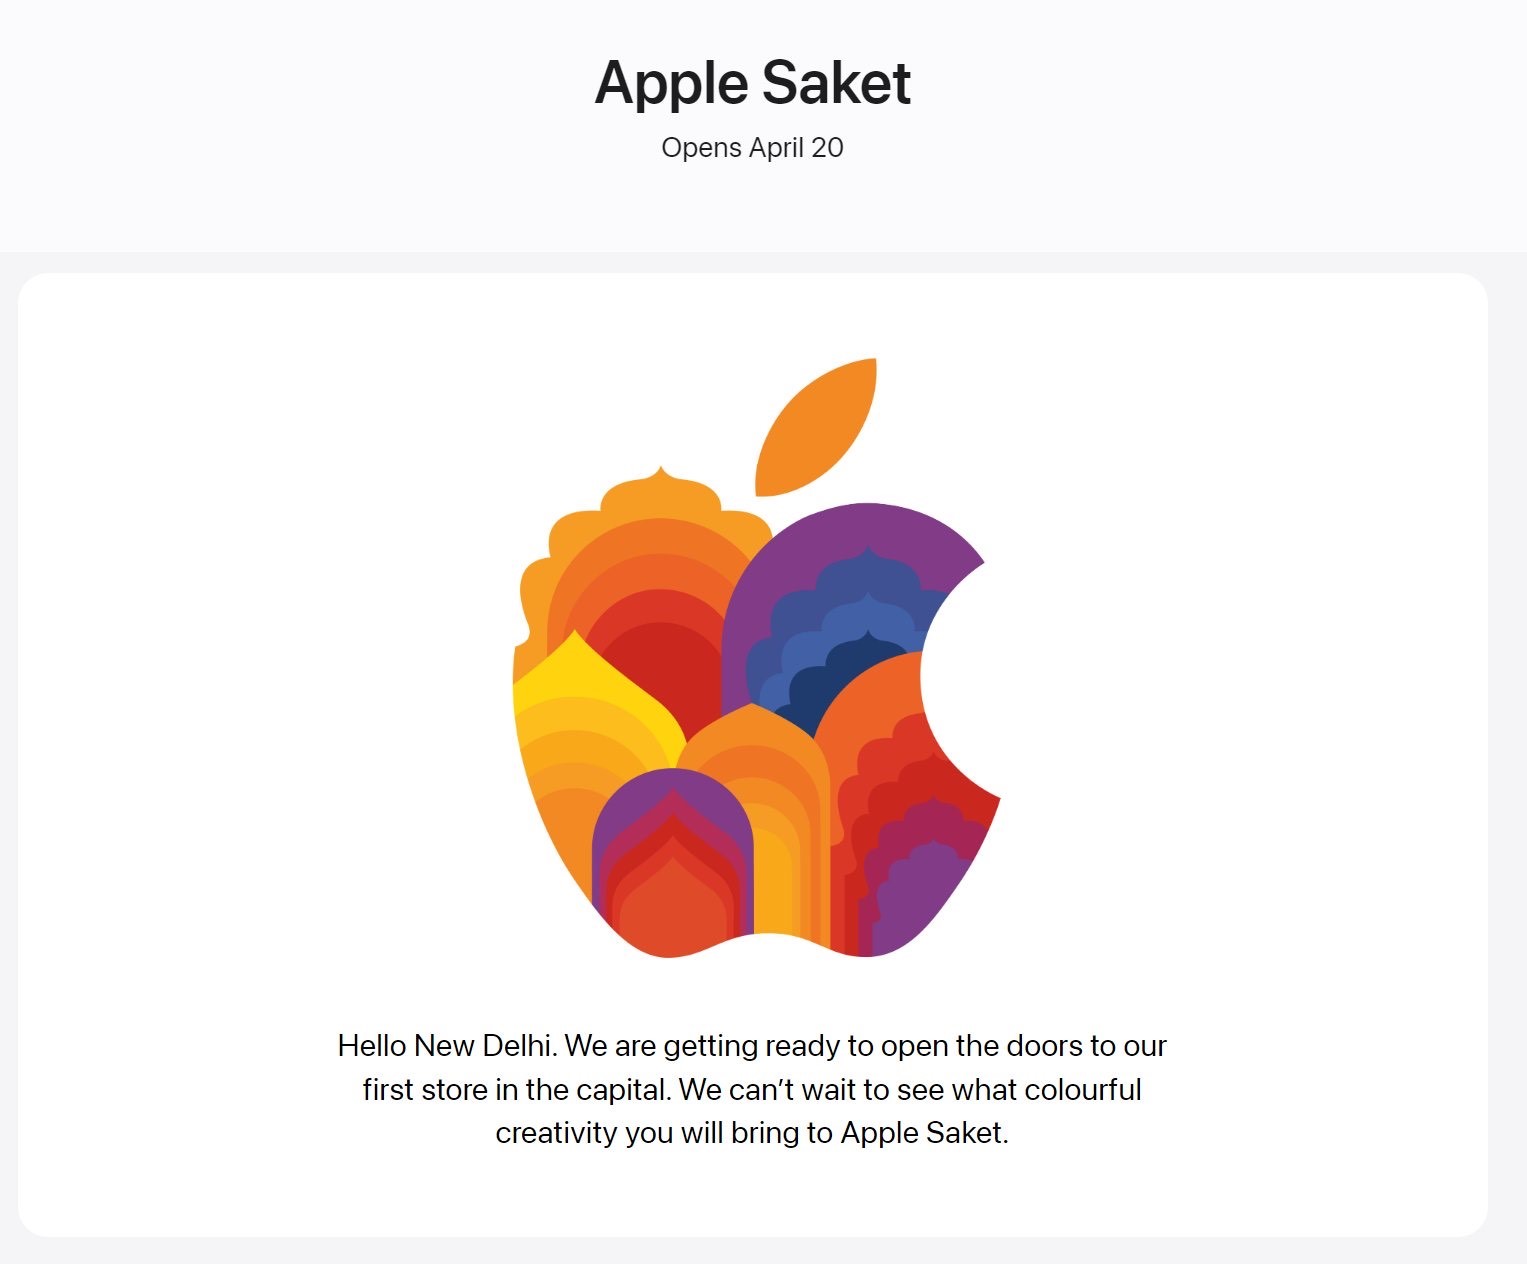 Apple Saket
Opens April 20
Hello New Delhi. We are getting ready to open the doors to our
first store in the capital. We can’t wait to see what colourful
creativity you will bring to Apple Saket.